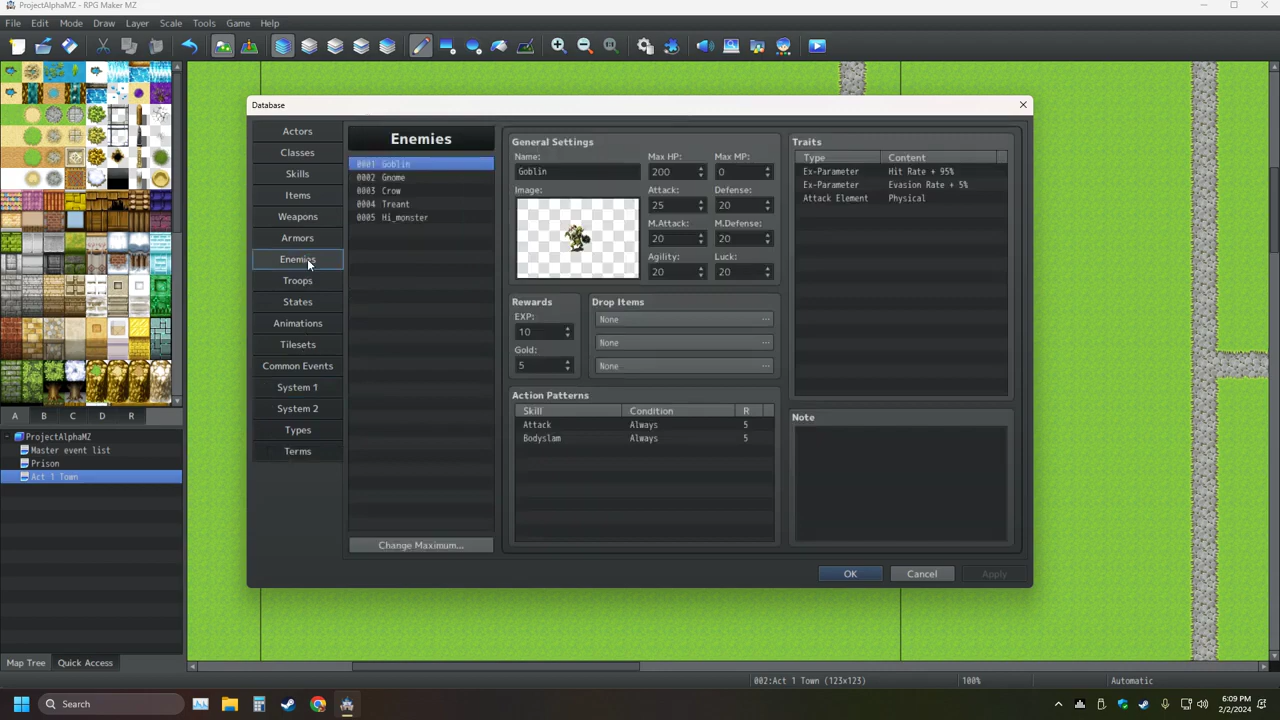 ProjectAlphaMZ - RPG Maker MZ
File Edit Mode Draw Layer Scale Tools Game Help
Database
Actors
Classes
Skills
Items
Weapons
Armors
Enemies
Troops
States
Animations
Tilesets
Common Events
System 1
System 2
Types
Terms
Enemies
0001 Goblin
0002 Gnome
0003 Crow
0004 Treant
0005 Hi_monster
Change Maximum...
General Settings
Name: Max HP: Max MP:
Goblin 200 0
Image: Attack: Defense:
25 20
M.Attack: M.Defense:
20 20
Agility: Luck:
20 20
Rewards
EXP:
10
Gold:
5
Drop Items
None ...
None ...
None ...
Action Patterns
Skill Condition R
Attack Always 5
Bodyslam Always 5
Traits
Type Content
Ex-Parameter Hit Rate + 95%
Ex-Parameter Evasion Rate + 5%
Attack Element Physical
Note
OK Cancel Apply
A B C D R
ProjectAlphaMZ
Master event list
Prison
Act 1 Town
Map Tree Quick Access
002:Act 1 Town (123x123) 100% Automatic
Search
6:09 PM
2/2/2024